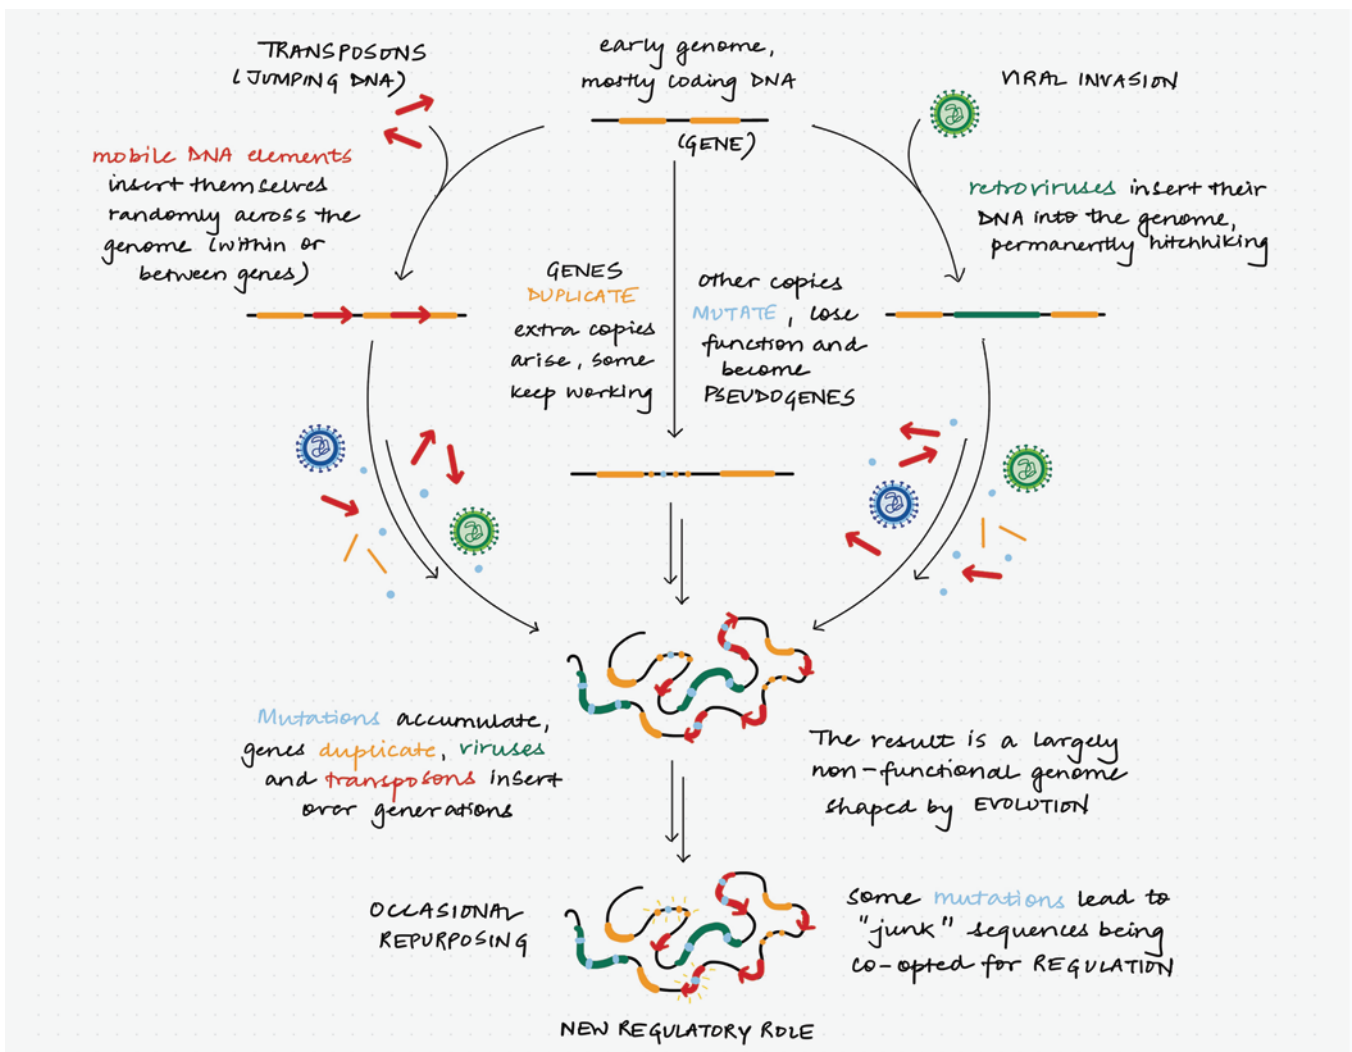 TRANSPOSONS
(JUMPING DNA)
early genome,
mostly coding DNA
(GENE)
VIRAL INVASION
mobile DNA elements
insert themselves
randomly across the
genome (within or
between genes)
retroviruses insert their
DNA into the genome,
permanently hitchhiking
GENES
DUPLICATE
extra copies
arise, some
keep working
other copies
MUTATE, lose
function and
become
PSEUDOGENES
Mutations accumulate,
genes duplicate, viruses
and transposons insert
over generations
The result is a largely
non-functional genome
shaped by EVOLUTION
OCCASIONAL
REPURPOSING
some mutations lead to
"junk" sequences being
co-opted for REGULATION
NEW REGULATORY ROLE